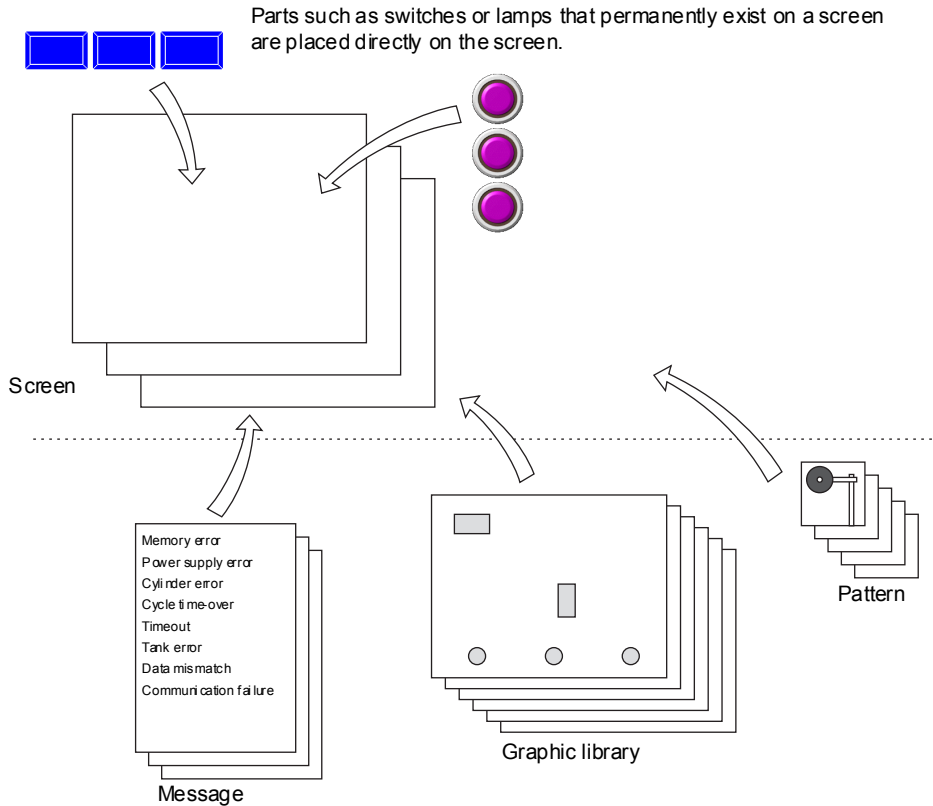 Parts such as switches or lamps that permanently exist on a screen
are placed directly on the screen.
Screen
Memory error
Power supply error
Cylinder error
Cycle time-over
Timeout
Tank error
Data mismatch
Communication failure
Message
Graphic library
Pattern